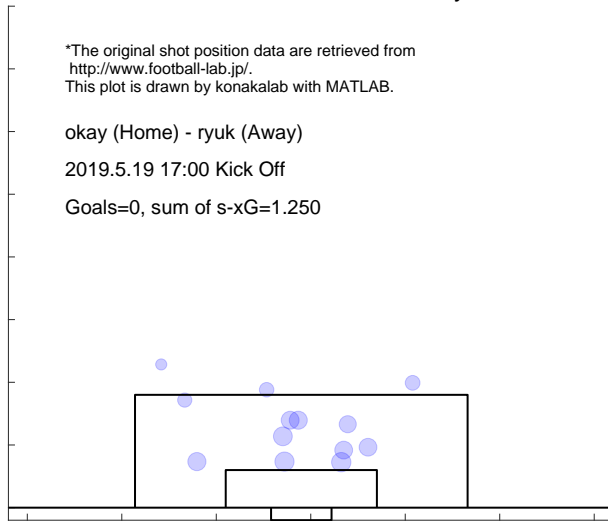 *The original shot position data are retrieved from
http://www.football-lab.jp/.
This plot is drawn by konakalab with MATLAB.
okay (Home) - ryuk (Away)
2019.5.19 17:00 Kick Off
Goals=0, sum of s-xG=1.250